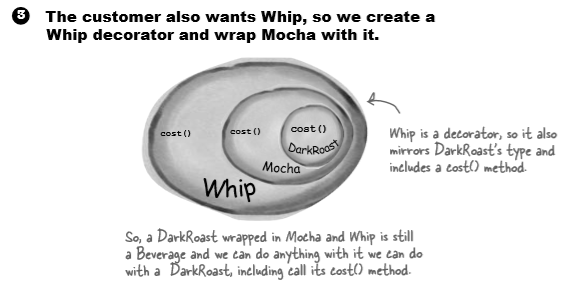 3 The customer also wants Whip, so we create a
Whip decorator and wrap Mocha with it.
cost()
cost()
cost()
DarkRoast
Mocha
Whip
Whip is a decorator, so it also
mirrors DarkRoast's type and
includes a cost() method.
So, a DarkRoast wrapped in Mocha and Whip is still
a Beverage and we can do anything with it we can do
with a DarkRoast, including call its cost() method.